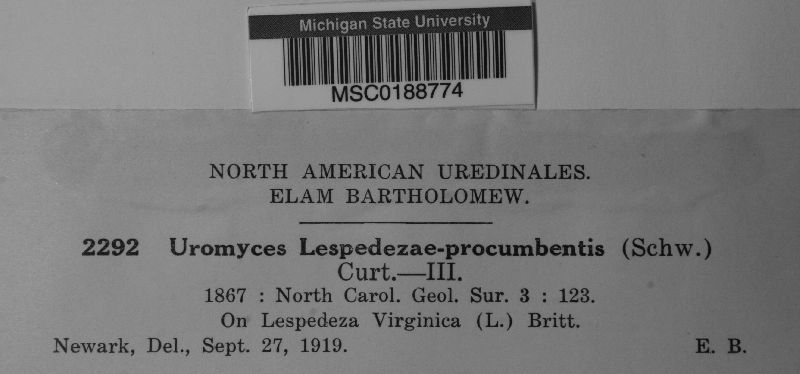 Michigan State University
MSC0188774
NORTH AMERICAN UREDINALES.
ELAM BARTHOLOMEW.
2292 Uromyces Lespedezae-procumbentis (Schw.)
Curt.—III.
1867 : North Carol. Geol. Sur. 3 : 123.
On Lespedeza Virginica (L.) Britt.
Newark, Del., Sept. 27, 1919. E. B.